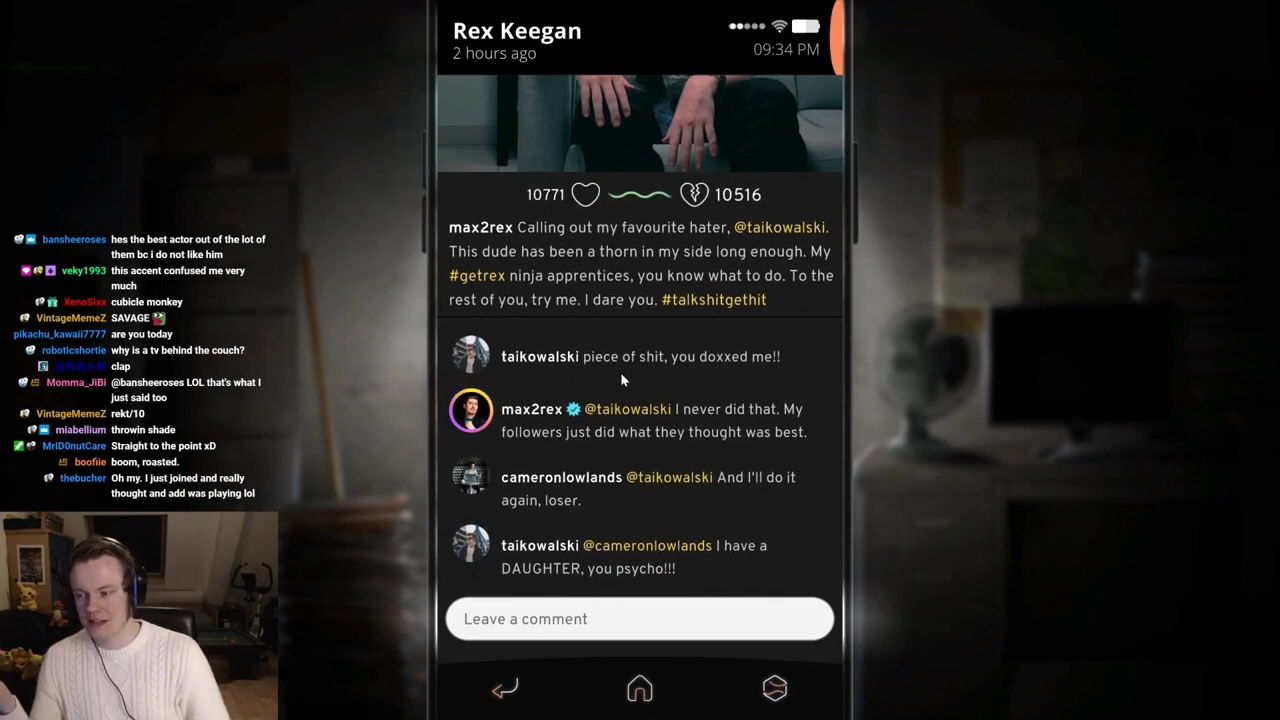 Rex Keegan
2 hours ago
09:34 PM
10771
10516
max2rex Calling out my favourite hater, @taikowalski.
This dude has been a thorn in my side long enough. My
#getrex ninja apprentices, you know what to do. To the
rest of you, try me. I dare you. #talkshitgethit
taikowalski piece of shit, you doxxed me!!
max2rex @taikowalski I never did that. My
followers just did what they thought was best.
cameronlowlands @taikowalski And I'll do it
again, loser.
taikowalski @cameronlowlands I have a
DAUGHTER, you psycho!!!
Leave a comment
bansheeroses hes the best actor out of the lot of
them bc i do not like him
veky1993 this accent confused me very
much
XenoSixx cubicle monkey
VintageMemeZ SAVAGE
pikachu_kawaii7777 are you today
roboticshortie why is a tv behind the couch?
clap
Momma_JiBi @bansheeroses LOL that's what I
just said too
VintageMemeZ rekt/10
miabellium throwin shade
MrID0nutCare Straight to the point xD
boofiie boom, roasted.
thebucher Oh my. I just joined and really
thought and add was playing lol